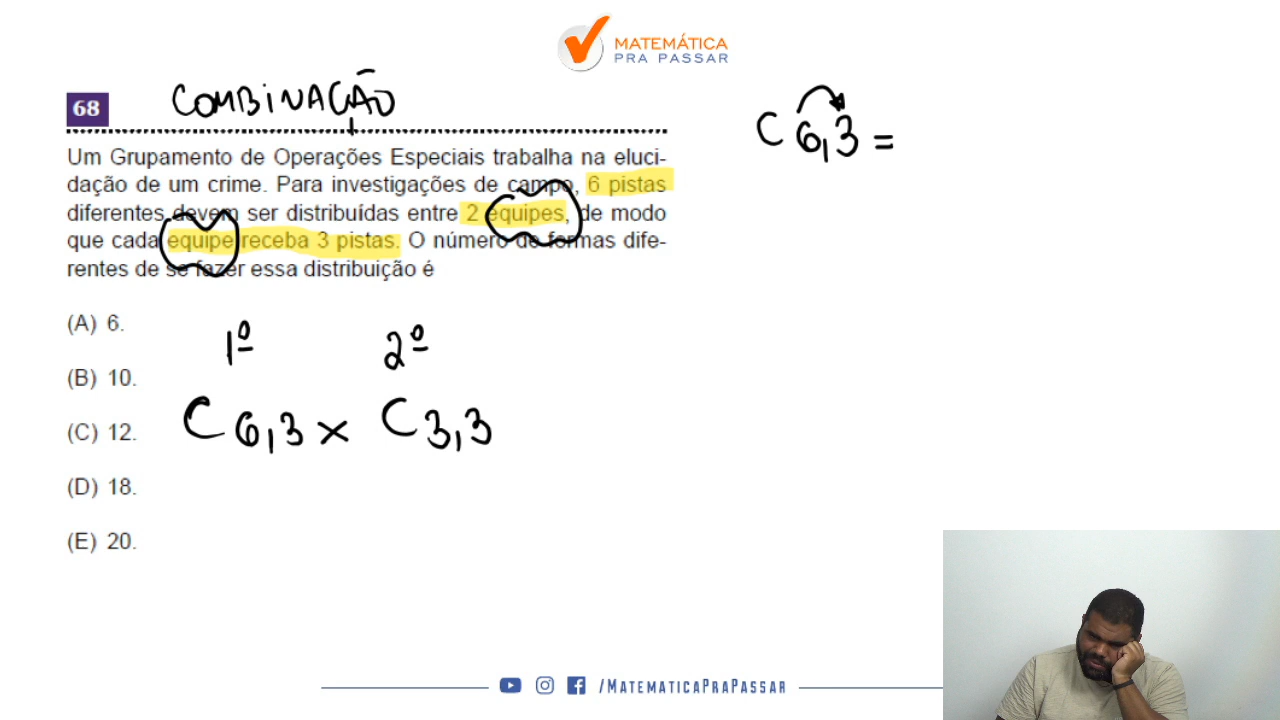 MATEMÁTICA
PRA PASSAR
68 COMBINAÇÃO
Um Grupamento de Operações Especiais trabalha na eluci-
dação de um crime. Para investigações de campo, 6 pistas
diferentes devem ser distribuídas entre 2 equipes, de modo
que cada equipe receba 3 pistas. O número de formas dife-
rentes de se fazer essa distribuição é
(A) 6.
(B) 10.
(C) 12.
(D) 18.
(E) 20.
1º 2º
C 6,3 × C 3,3
C 6,3 =
/MATEMATICAPRAPASSAR